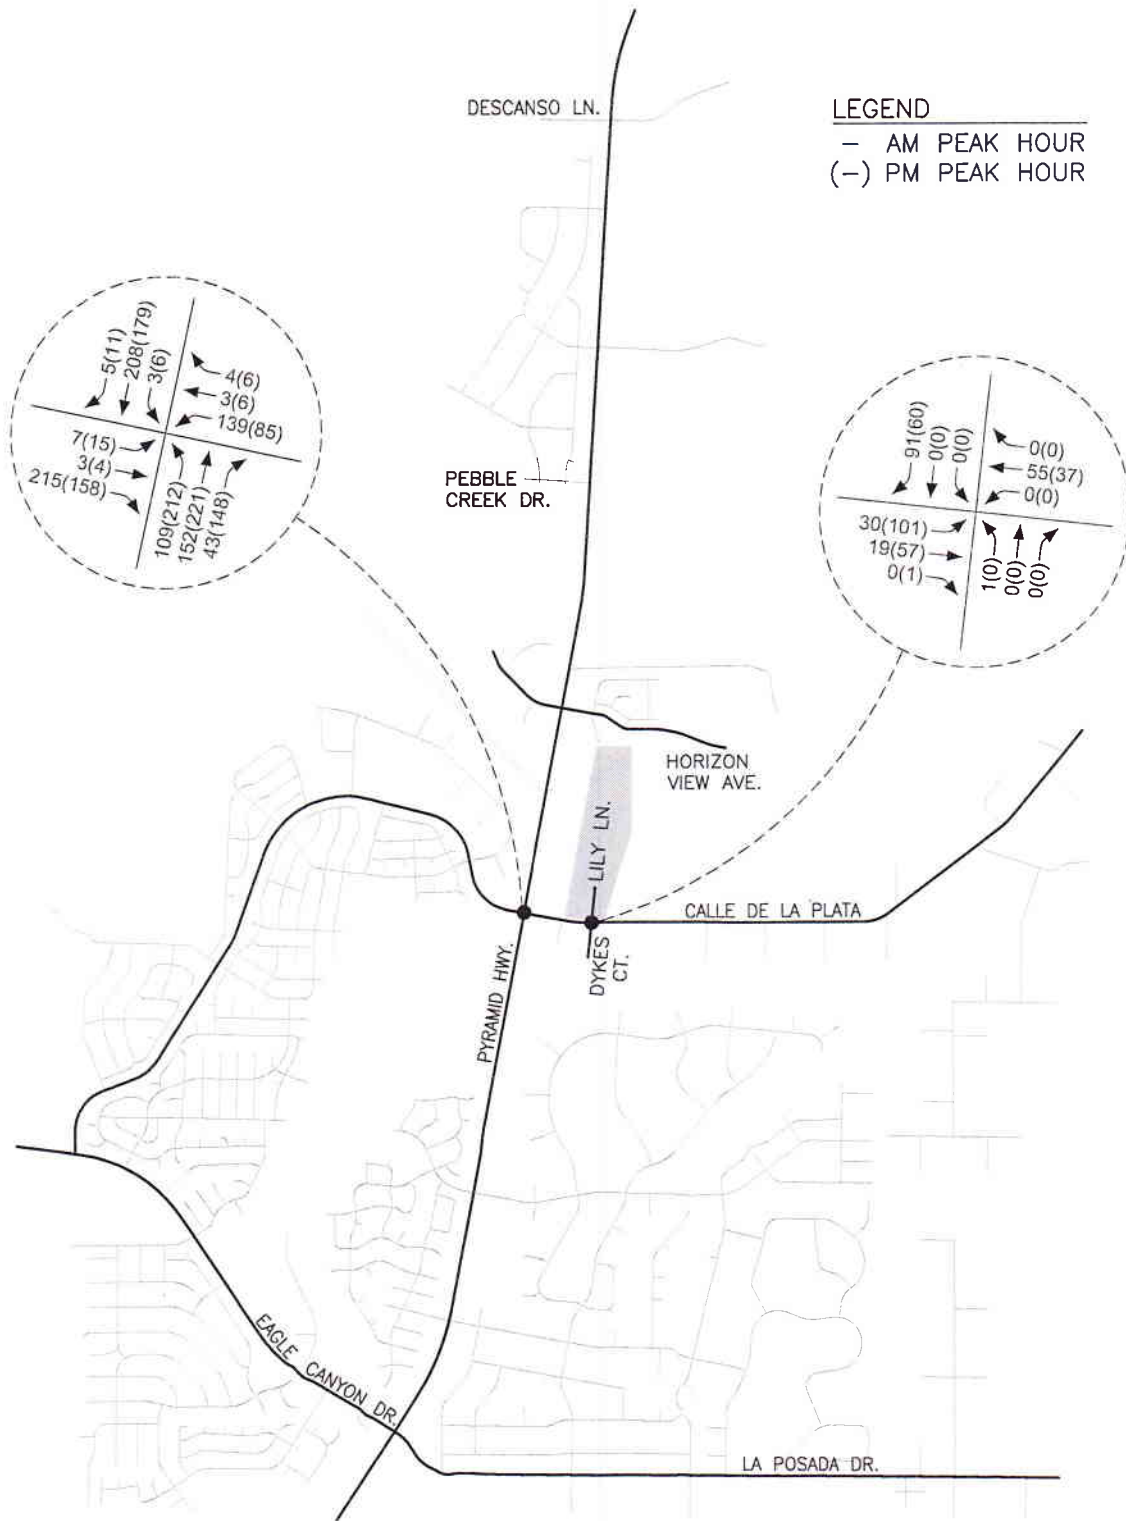 DESCANSO LN.
LEGEND
– AM PEAK HOUR
(–) PM PEAK HOUR
5(11)
208(179)
3(6)
4(6)
3(6)
139(85)
7(15)
3(4)
215(158)
109(212)
152(221)
43(148)
91(60)
0(0)
0(0)
0(0)
55(37)
0(0)
30(101)
19(57)
0(1)
1(0)
0(0)
0(0)
PEBBLE
CREEK DR.
HORIZON
VIEW AVE.
LILY LN.
CALLE DE LA PLATA
DYKES
CT.
PYRAMID HWY.
EAGLE CANYON DR.
LA POSADA DR.